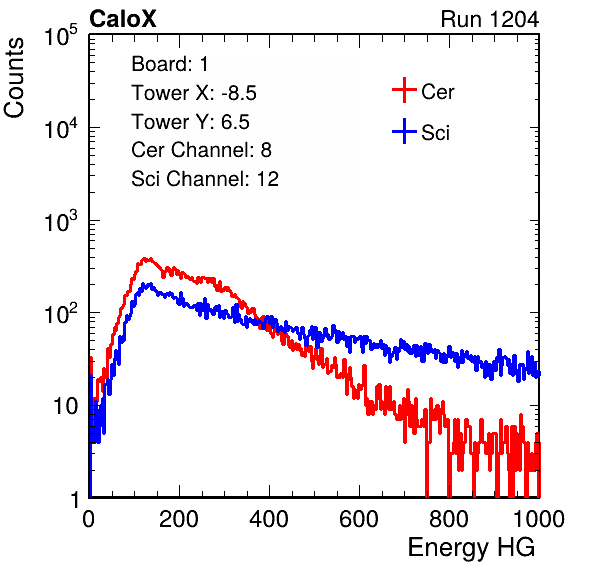 CaloX
Run 1204
Counts
10^5
10^4
10^3
10^2
10
1
Board: 1
Tower X: -8.5
Tower Y: 6.5
Cer Channel: 8
Sci Channel: 12
Cer
Sci
0 200 400 600 800 1000
Energy HG